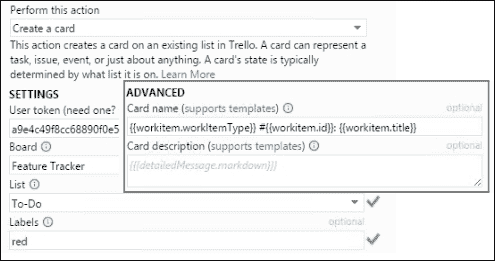 Perform this action
Create a card
This action creates a card on an existing list in Trello. A card can represent a
task, issue, event, or just about anything. A card's state is typically
determined by what list it is on. Learn More
SETTINGS
User token (need one?
a9e4c49f8cc68890f0e5
Board
Feature Tracker
List
To-Do
Labels optional
red
ADVANCED
Card name (supports templates) optional
{{workitem.workItemType}} #{{workitem.id}}: {{workitem.title}}
Card description (supports templates) optional
{{{detailedMessage.markdown}}}